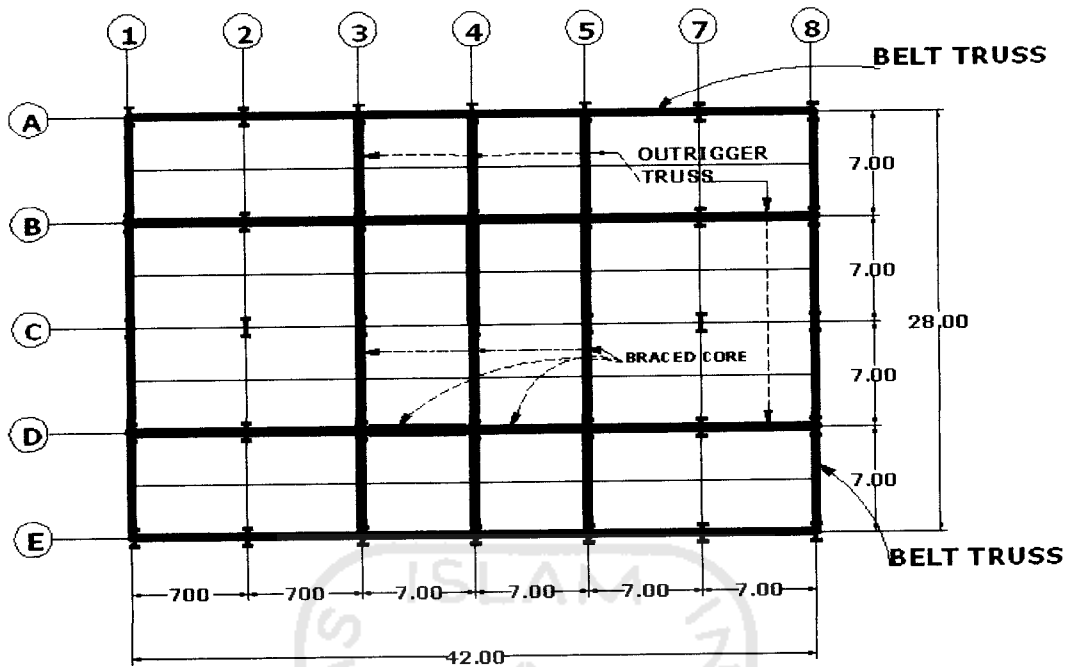 1 2 3 4 5 7 8
BELT TRUSS
A
OUTRIGGER
TRUSS
7.00
B
7.00
C
28.00
BRACED CORE
7.00
D
7.00
E
BELT TRUSS
700 700 7.00 7.00 7.00 7.00
ISLAM
42.00